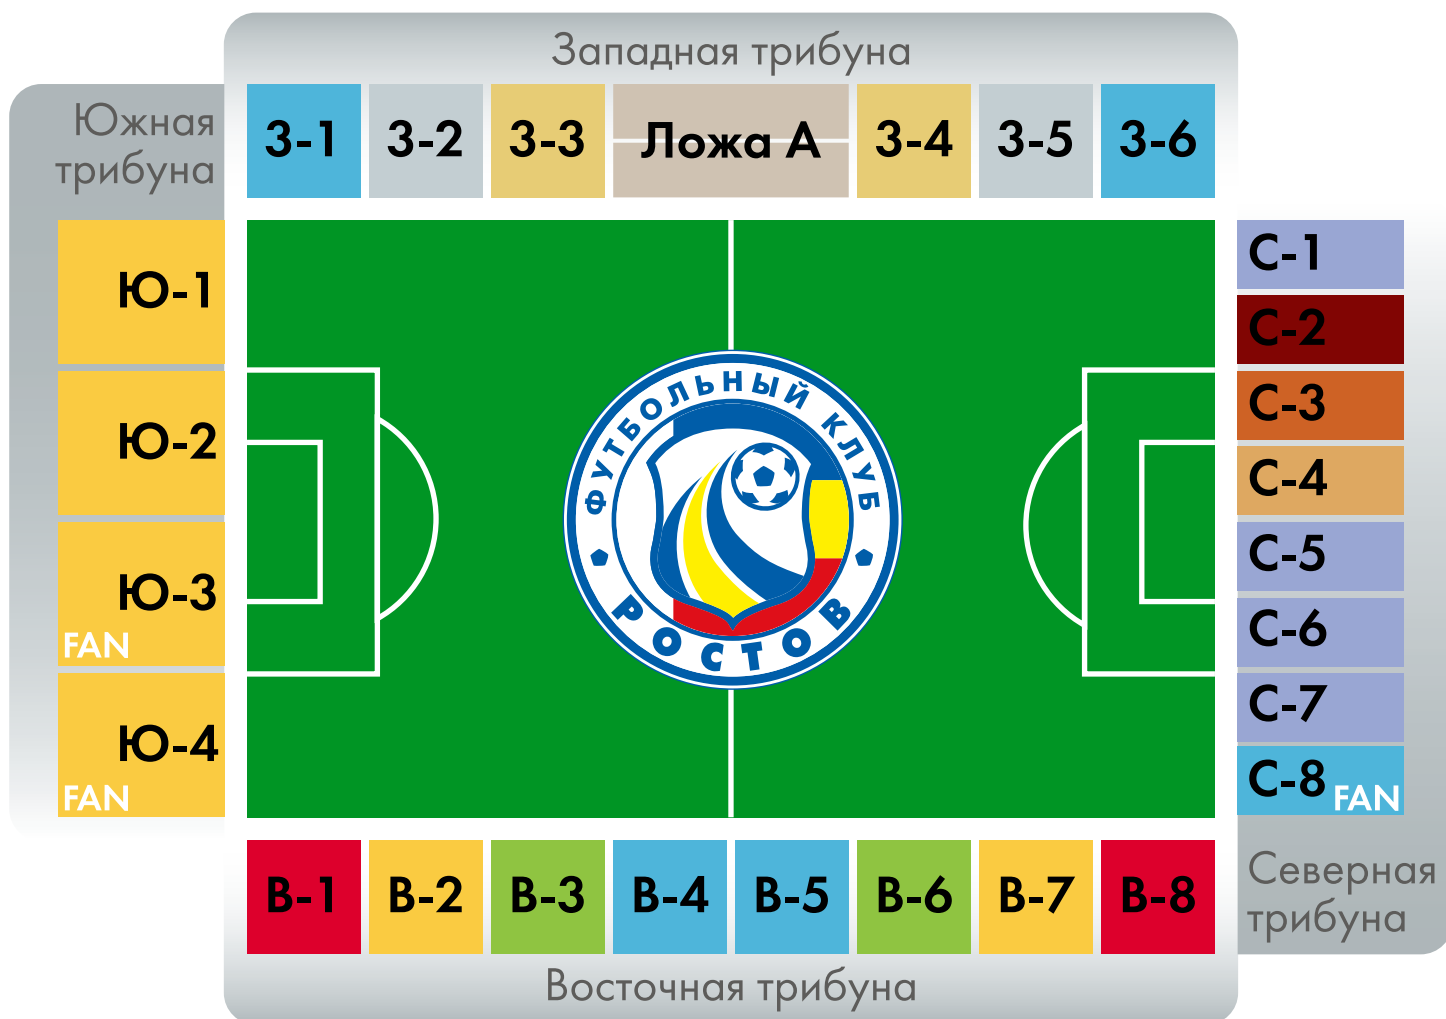 Западная трибуна
Южная
трибуна
З-1
З-2
З-3
Ложа А
З-4
З-5
З-6
Ю-1
Ю-2
Ю-3
FAN
Ю-4
FAN
ФУТБОЛЬНЫЙ КЛУБ
РОСТОВ
С-1
С-2
С-3
С-4
С-5
С-6
С-7
С-8
FAN
В-1
В-2
В-3
В-4
В-5
В-6
В-7
В-8
Северная
трибуна
Восточная трибуна